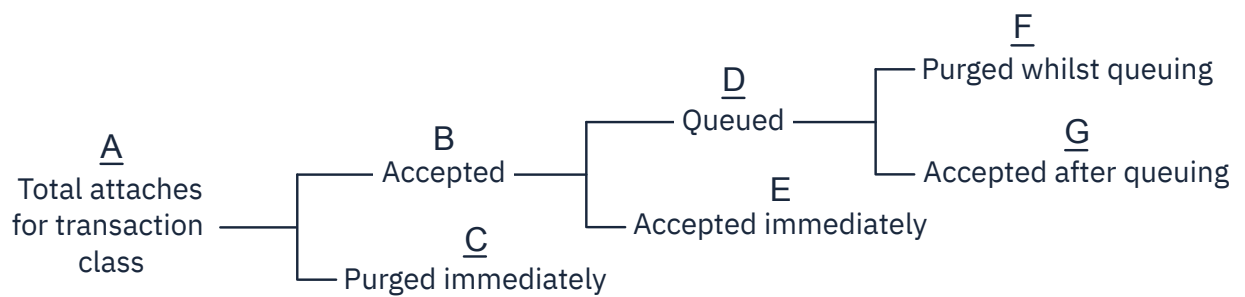 F
Purged whilst queuing
D
Queued
G
Accepted after queuing
A
Total attaches
for transaction
class
B
Accepted
E
Accepted immediately
C
Purged immediately